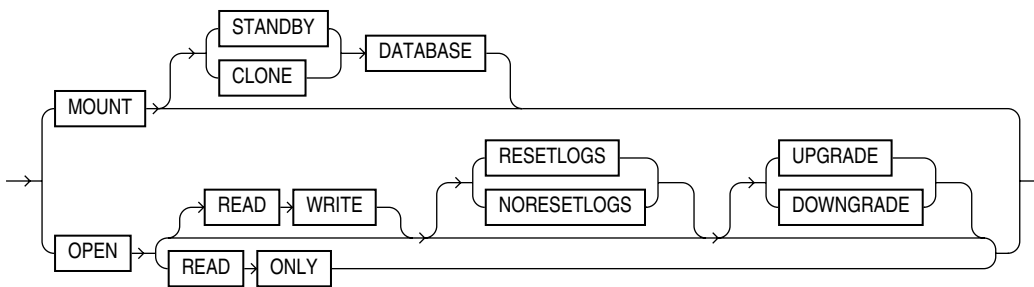 STANDBY
CLONE
DATABASE
MOUNT
RESETLOGS
NORESETLOGS
UPGRADE
DOWNGRADE
READ WRITE
OPEN
READ ONLY